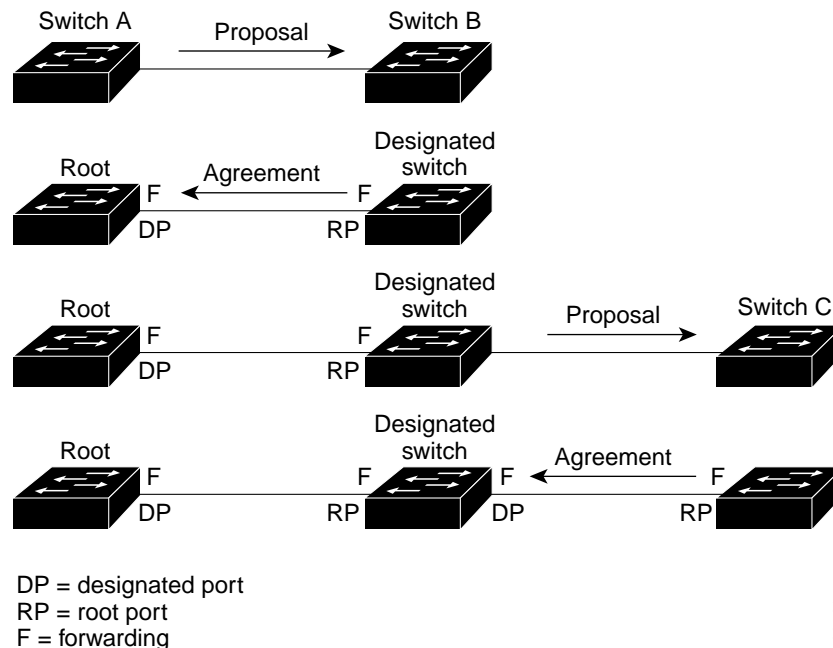 Switch A
Proposal
Switch B
Root
F
Agreement
F
Designated
switch
DP
RP
Root
F
F
Designated
switch
Proposal
Switch C
DP
RP
Root
F
F
Designated
switch
F
Agreement
F
DP
RP
DP
RP
DP = designated port
RP = root port
F = forwarding